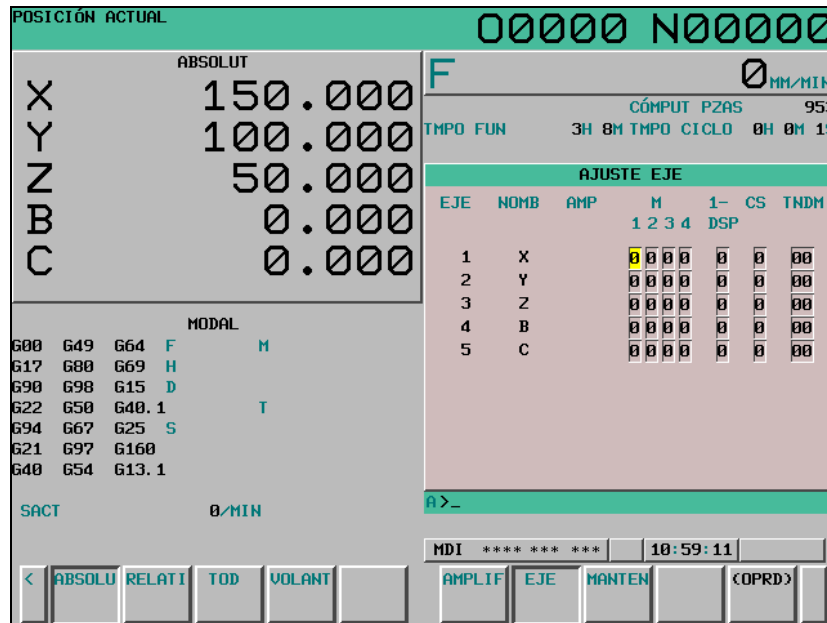 POSICIÓN ACTUAL
O0000 N00000
ABSOLUT
X 150.000
Y 100.000
Z 50.000
B 0.000
C 0.000
F 0 MM/MIN
CÓMPUT PZAS 953
TMPO FUN 3H 8M TMPO CICLO 0H 0M
AJUSTE EJE
EJE NOMB AMP M 1- CS TNDM
1 2 3 4 DSP
1 X 0 0 0 0 0 0 00
2 Y 0 0 0 0 0 0 00
3 Z 0 0 0 0 0 0 00
4 B 0 0 0 0 0 0 00
5 C 0 0 0 0 0 0 00
MODAL
G00 G49 G64 F M
G17 G80 G69 H
G90 G98 G15 D
G22 G50 G40.1 T
G94 G67 G25 S
G21 G97 G160
G40 G54 G13.1
SACT 0/MIN
A>_
MDI **** *** *** 10:59:11
< ABSOLU RELATI TOD VOLANT
AMPLIF EJE MANTEN (OPRD)